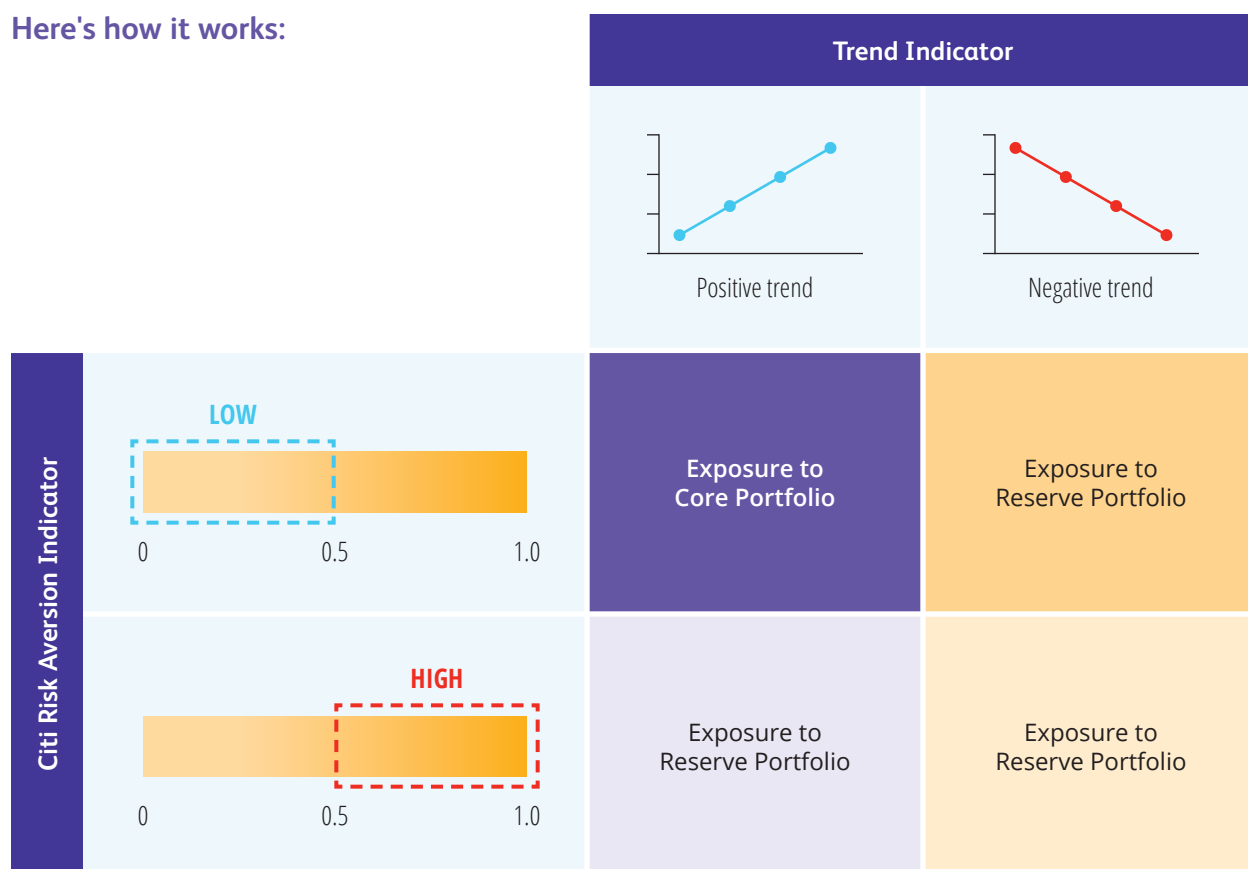 Here's how it works:
Trend Indicator
Positive trend
Negative trend
Citi Risk Aversion Indicator
LOW
0 0.5 1.0
Exposure to
Core Portfolio
Exposure to
Reserve Portfolio
HIGH
0 0.5 1.0
Exposure to
Reserve Portfolio
Exposure to
Reserve Portfolio